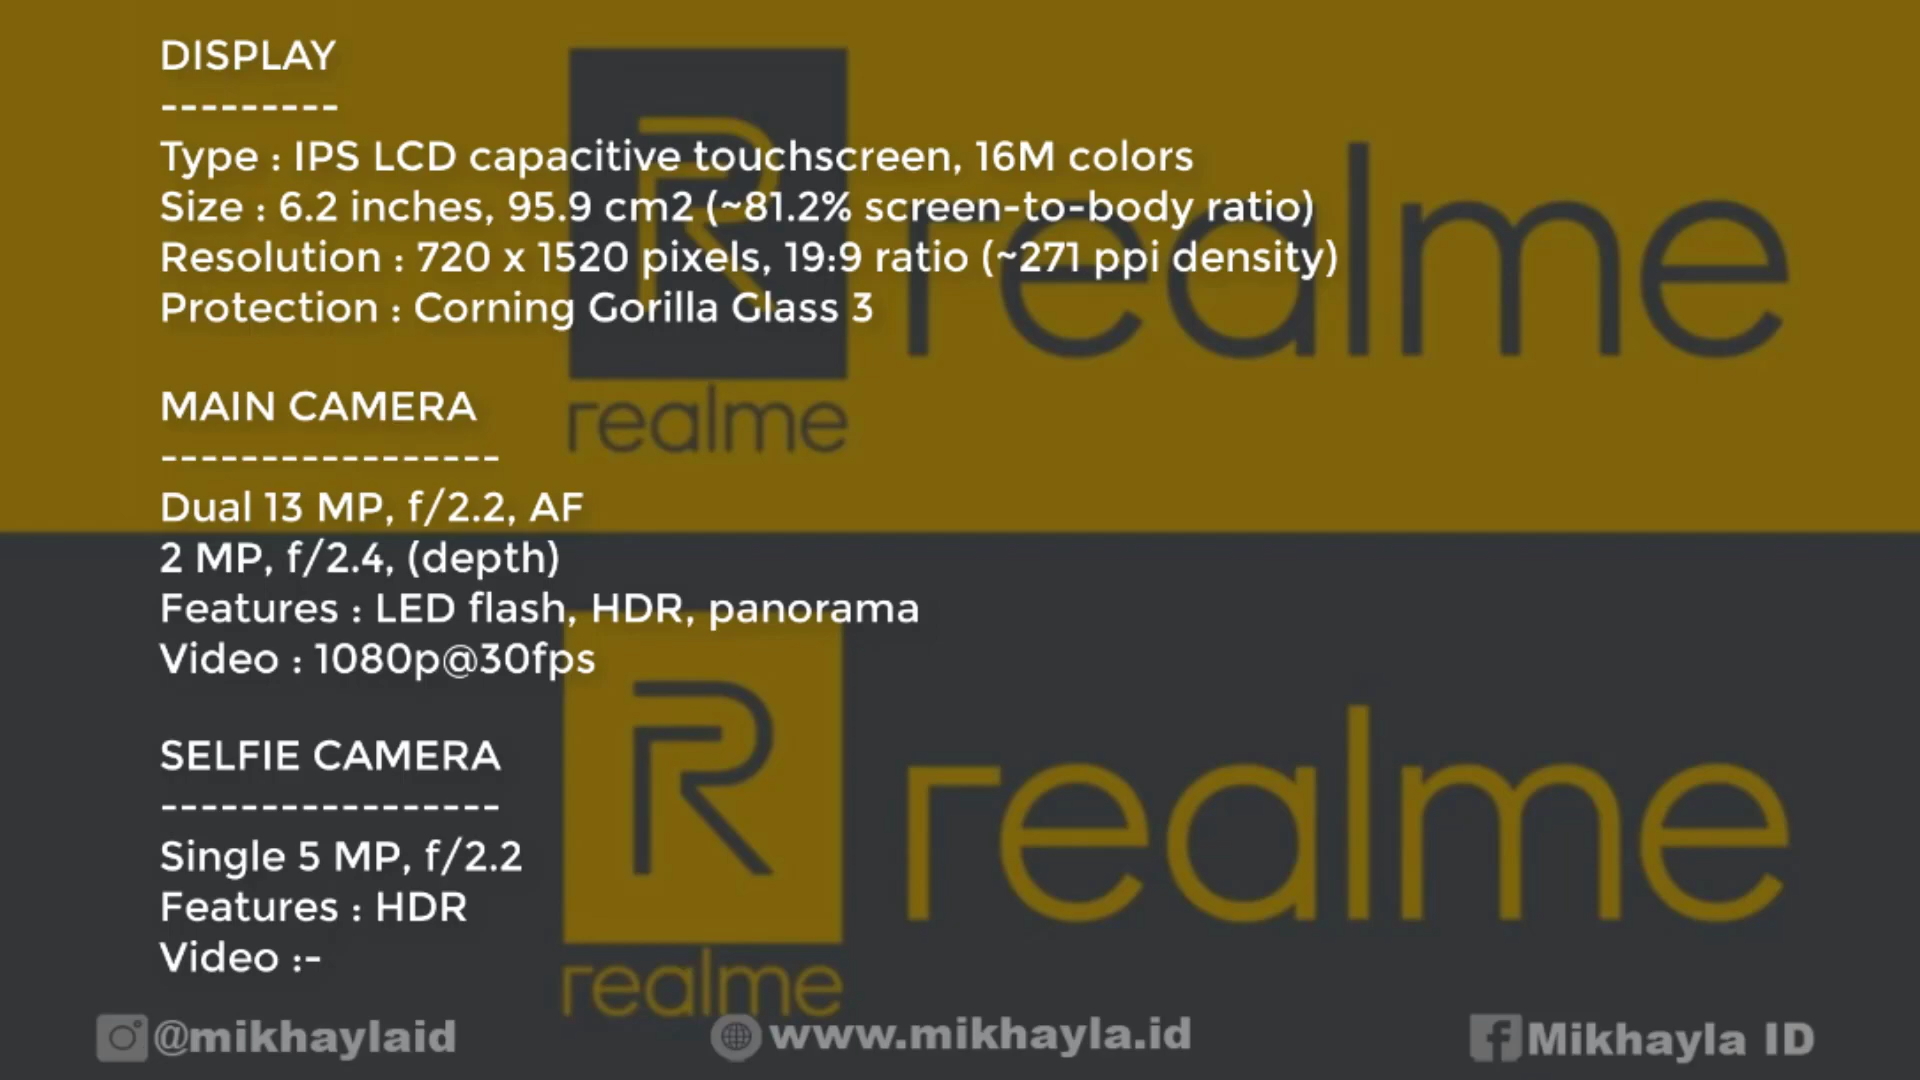 DISPLAY
---------
Type : IPS LCD capacitive touchscreen, 16M colors
Size : 6.2 inches, 95.9 cm2 (~81.2% screen-to-body ratio)
Resolution : 720 x 1520 pixels, 19:9 ratio (~271 ppi density)
Protection : Corning Gorilla Glass 3
realme
realme
MAIN CAMERA
-----------------
Dual 13 MP, f/2.2, AF
2 MP, f/2.4, (depth)
Features : LED flash, HDR, panorama
Video : 1080p@30fps
SELFIE CAMERA
-----------------
Single 5 MP, f/2.2
Features : HDR
Video :-
realme
realme
@mikhaylaid
www.mikhayla.id
Mikhayla ID